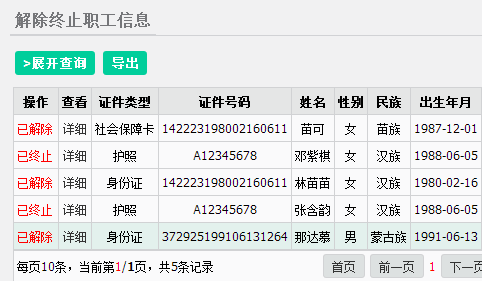 解除终止职工信息
>展开查询 导出
操作 查看 证件类型 证件号码 姓名 性别 民族 出生年月
已解除 详细 社会保障卡 142223198002160611 苗可 女 苗族 1987-12-01
已终止 详细 护照 A12345678 邓紫棋 女 汉族 1988-06-05
已解除 详细 身份证 142223198002160611 林苗苗 女 汉族 1980-02-16
已终止 详细 护照 A12345678 张含韵 女 汉族 1988-06-05
已解除 详细 身份证 372925199106131264 那达慕 男 蒙古族 1991-06-13
每页10条，当前第1/1页，共5条记录 首页 前一页 1 下一页